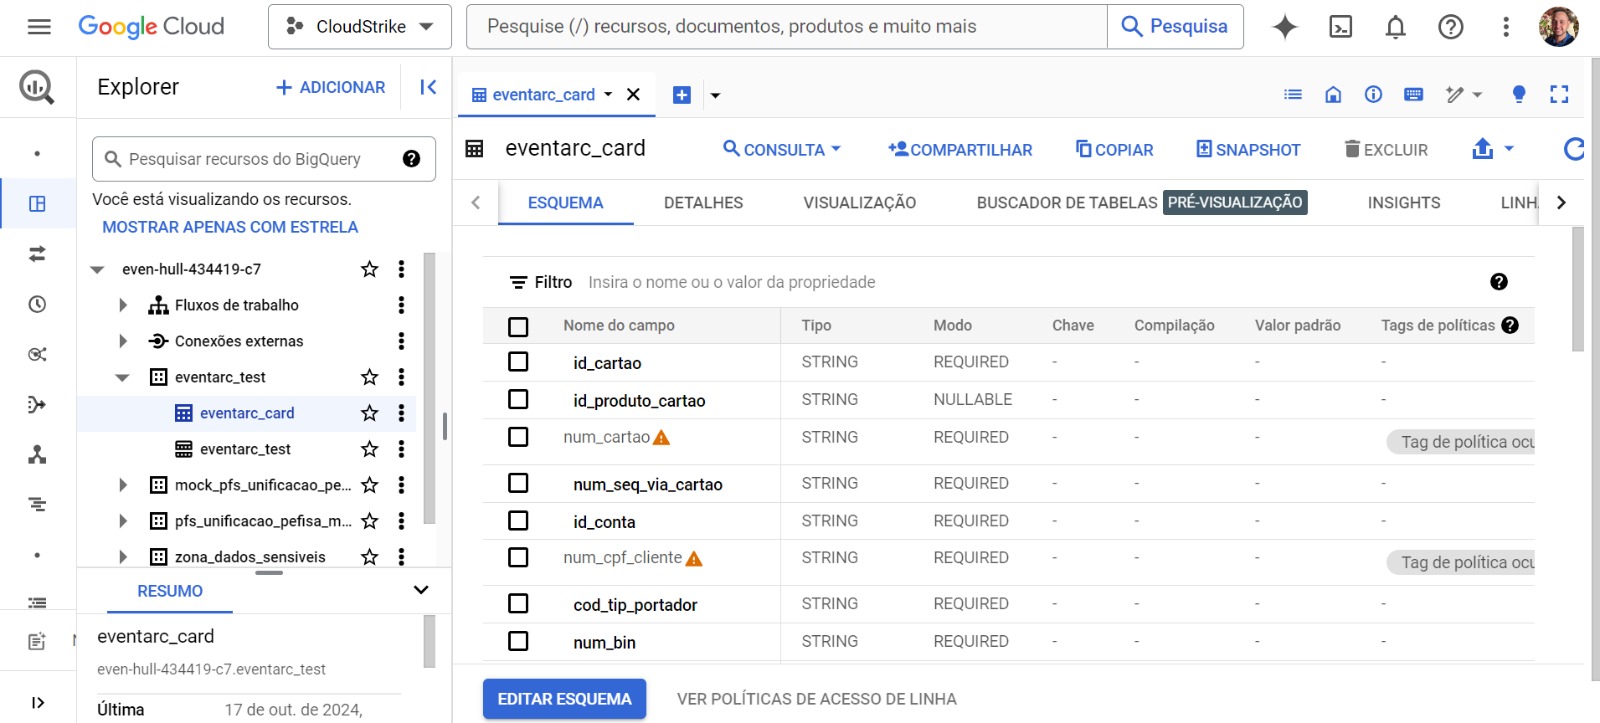 Google Cloud
CloudStrike
Pesquise (/) recursos, documentos, produtos e muito mais
Pesquisa
Explorer
+ ADICIONAR
Pesquisar recursos do BigQuery
Você está visualizando os recursos.
MOSTRAR APENAS COM ESTRELA
even-hull-434419-c7
Fluxos de trabalho
Conexões externas
eventarc_test
eventarc_card
eventarc_test
mock_pfs_unificacao_pe...
pfs_unificacao_pefisa_m...
zona_dados_sensiveis
RESUMO
eventarc_card
even-hull-434419-c7.eventarc_test
Última 17 de out. de 2024,
eventarc_card
eventarc_card
CONSULTA
COMPARTILHAR
COPIAR
SNAPSHOT
EXCLUIR
ESQUEMA
DETALHES
VISUALIZAÇÃO
BUSCADOR DE TABELAS PRÉ-VISUALIZAÇÃO
INSIGHTS
LINH
Filtro Insira o nome ou o valor da propriedade
Nome do campo Tipo Modo Chave Compilação Valor padrão Tags de políticas
id_cartao STRING REQUIRED - - - -
id_produto_cartao STRING NULLABLE - - - -
num_cartao STRING REQUIRED - - - Tag de política ocu
num_seq_via_cartao STRING REQUIRED - - - -
id_conta STRING REQUIRED - - - -
num_cpf_cliente STRING REQUIRED - - - Tag de política ocu
cod_tip_portador STRING REQUIRED - - - -
num_bin STRING REQUIRED - - - -
EDITAR ESQUEMA
VER POLÍTICAS DE ACESSO DE LINHA